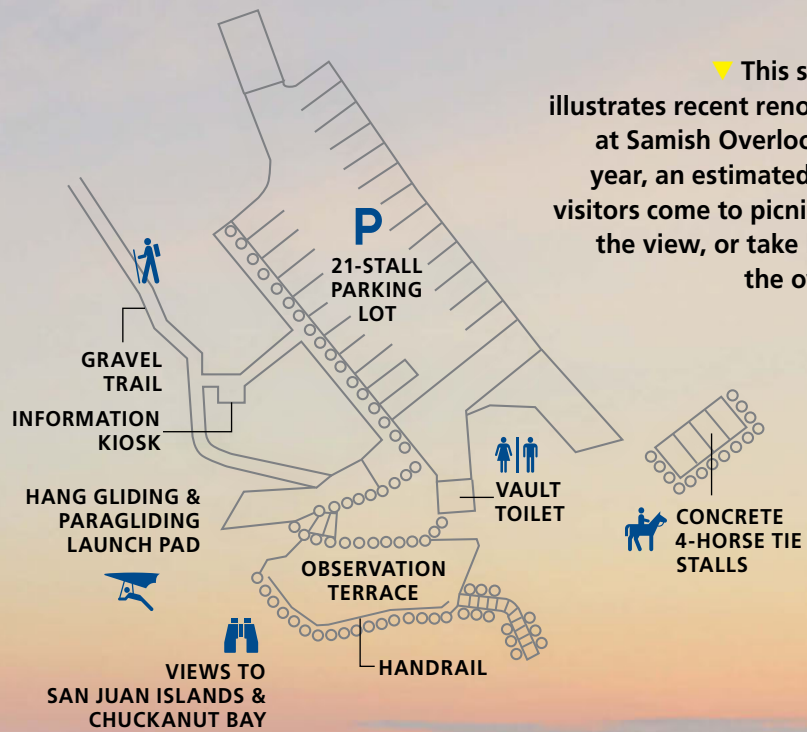 ▼ This s
illustrates recent reno
at Samish Overloo
year, an estimated
visitors come to picni
the view, or take
the o
P
21-STALL
PARKING
LOT
GRAVEL
TRAIL
INFORMATION
KIOSK
HANG GLIDING &
PARAGLIDING
LAUNCH PAD
VAULT
TOILET
CONCRETE
4-HORSE TIE
STALLS
OBSERVATION
TERRACE
HANDRAIL
VIEWS TO
SAN JUAN ISLANDS &
CHUCKANUT BAY